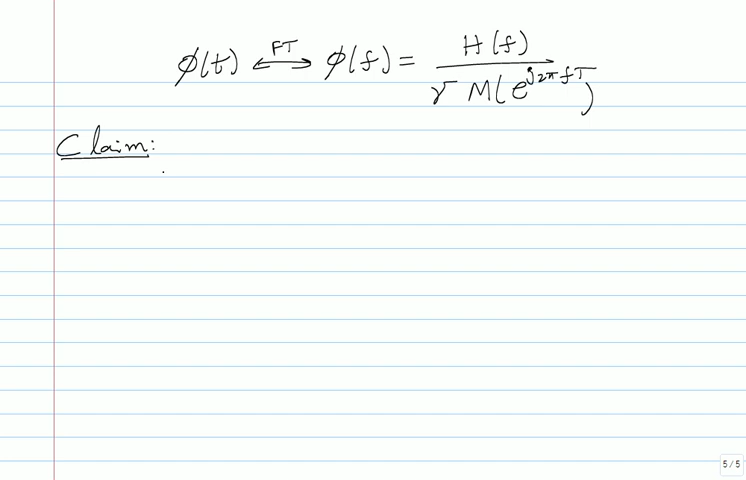 ϕ(t) ⟷^{FT} ϕ(f) = H(f) / (γ M(e^{j2πfT}))
Claim:
5 / 5